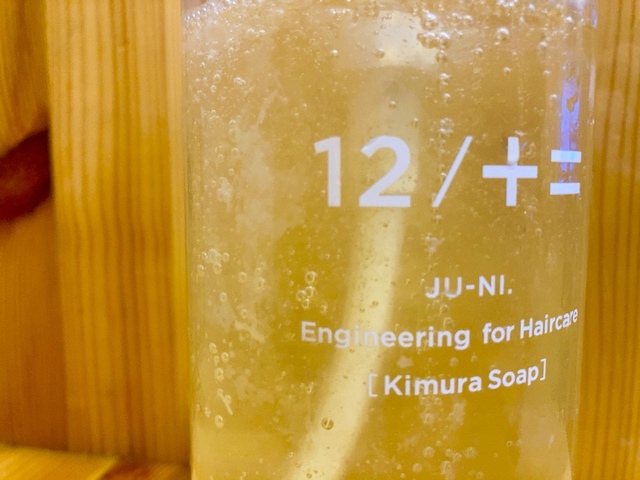 12/+=
JU-NI.
Engineering for Haircare
[Kimura Soap]